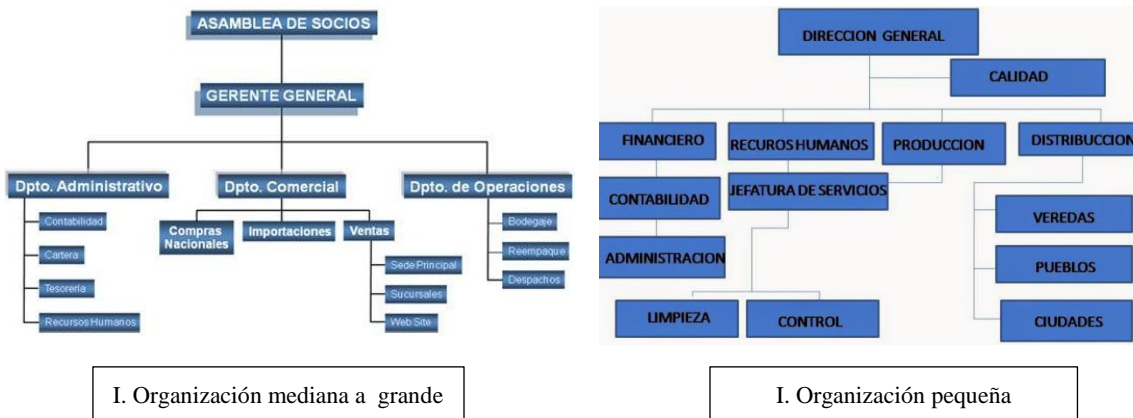 ASAMBLEA DE SOCIOS
GERENTE GENERAL
Dpto. Administrativo
Dpto. Comercial
Dpto. de Operaciones
Contabilidad
Cartera
Tesorería
Recursos Humanos
Compras
Nacionales
Importaciones
Ventas
Sede Principal
Sucursales
Web Site
Bodegaje
Reempaque
Despachos
I. Organización mediana a grande
DIRECCION GENERAL
CALIDAD
FINANCIERO
RECUROS HUMANOS
PRODUCCION
DISTRIBUCCION
CONTABILIDAD
JEFATURA DE SERVICIOS
ADMINISTRACION
VEREDAS
PUEBLOS
CIUDADES
LIMPIEZA
CONTROL
I. Organización pequeña